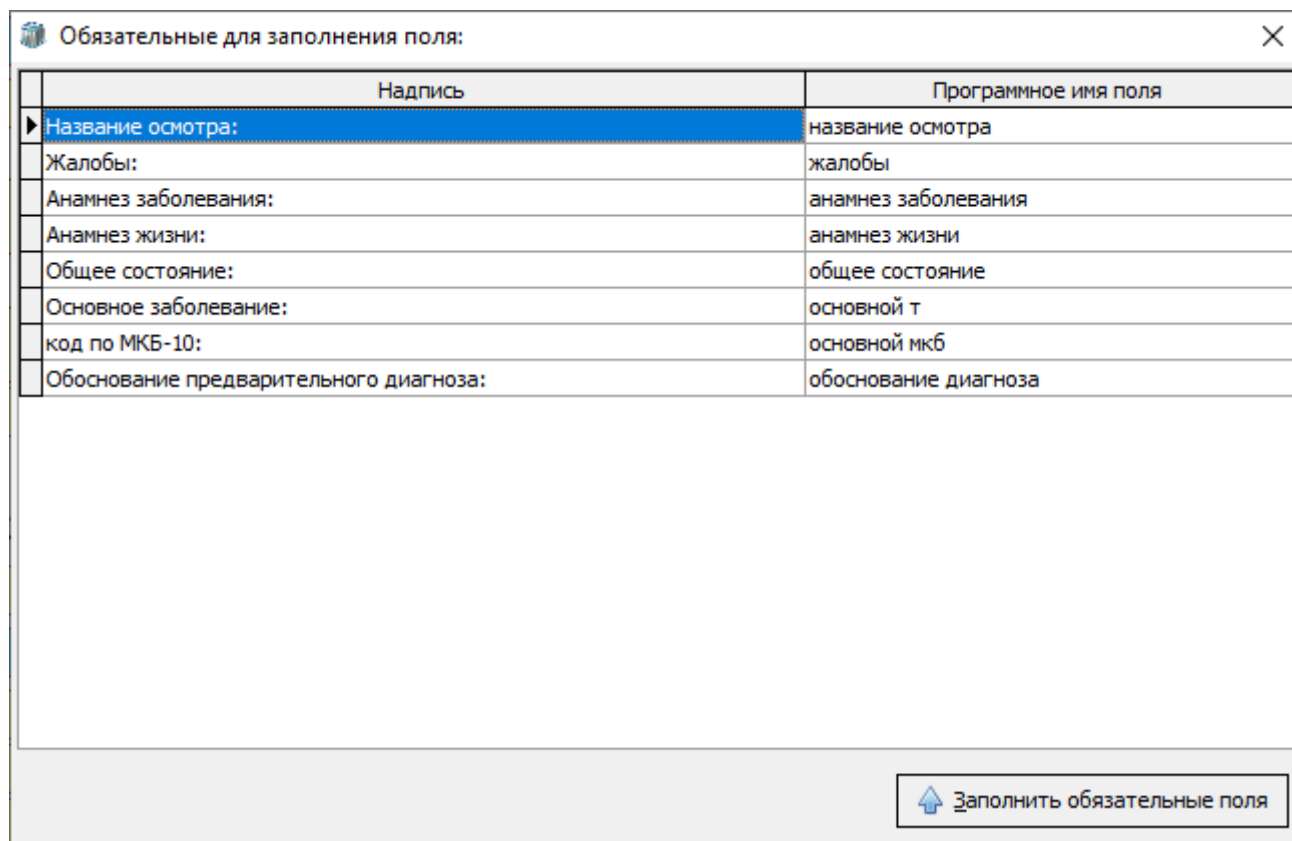 Обязательные для заполнения поля:
Надпись Программное имя поля
Название осмотра: название осмотра
Жалобы: жалобы
Анамнез заболевания: анамнез заболевания
Анамнез жизни: анамнез жизни
Общее состояние: общее состояние
Основное заболевание: основной т
код по МКБ-10: основной мкб
Обоснование предварительного диагноза: обоснование диагноза
Заполнить обязательные поля